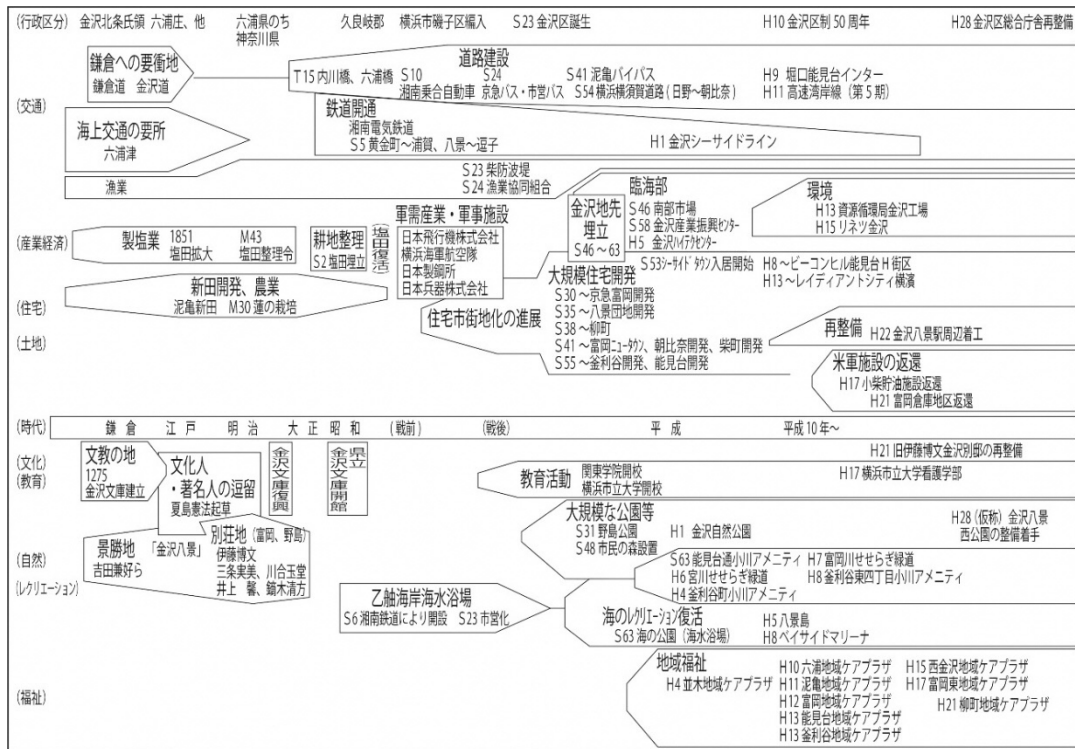 (行政区分) 金沢北条氏領 六浦庄、他 六浦県のち 久良岐郡 横浜市磯子区編入 S23 金沢区誕生 H10 金沢区制 50 周年 H28 金沢区総合庁舎再整備
神奈川県
鎌倉への要衝地
鎌倉道 金沢道
道路建設
T15 内川橋、六浦橋 S10 S24 S41 泥亀バイパス H9 堀口能見台インター
湘南乗合自動車 京急バス・市営バス S54 横浜横須賀道路 ( 日野〜朝比奈 ) H11 高速湾岸線 (第 5 期)
(交通)
海上交通の要所
六浦津
鉄道開通
湘南電気鉄道
S5 黄金町〜浦賀、八景〜逗子 H1 金沢シーサイドライン
漁業
S23 柴防波堤
S24 漁業協同組合
(産業経済)
製塩業 1851 M43
塩田拡大 塩田整理令
耕地整理
S2 塩田埋立
(塩田復活)
軍需産業・軍事施設
日本飛行機株式会社
横浜海軍航空隊
日本製鋼所
日本兵器株式会社
金沢地先
埋立
S46 〜 63
臨海部
S46 南部市場
S58 金沢産業振興センター
H5 金沢ハイテクセンター
環境
H13 資源循環局金沢工場
H15 リネツ金沢
(住宅)
新田開発、農業
泥亀新田 M30 蓮の栽培
住宅市街地化の進展
大規模住宅開発
S53シーサイドタウン入居開始 H8 〜ビーコンヒル能見台 H 街区
H13〜レイディアントシティ横濱
S30 〜京急富岡開発
S35 〜八景団地開発
S38 〜柳町
S41 〜富岡ニュータウン、朝比奈開発、柴町開発
S55 〜釜利谷開発、能見台開発
(土地)
再整備
H22 金沢八景駅周辺着工
米軍施設の返還
H17 小柴貯油施設返還
H21 富岡倉庫地区返還
(時代) 鎌 倉 江 戸 明 治 大 正 昭 和 (戦前) (戦後) 平 成 平成 10 年〜
(文化)
(教育)
文教の地
1275
金沢文庫建立
文化人
・著名人の逗留
夏島憲法起草
金沢文庫復興
県立
金沢文庫開館
H21 旧伊藤博文金沢別邸の再整備
教育活動
関東学院開校
横浜市立大学開校
H17 横浜市立大学看護学部
(自然)
(レクリエーション)
景勝地 「金沢八景」
吉田兼好ら
別荘地 (富岡、野島)
伊藤博文
三条実美、川合玉堂
井上 馨、鏑木清方
大規模な公園等
S31 野島公園 H1 金沢自然公園
S48 市民の森設置
H28 (仮称) 金沢八景
西公園の整備着手
S63 能見台通小川アメニティ H7 富岡川せせらぎ緑道
H6 宮川せせらぎ緑道 H8 釜利谷東四丁目小川アメニティ
H4 釜利谷町小川アメニティ
乙舳海岸海水浴場
S6 湘南鉄道により開設 S23 市営化
海のレクリエーション復活 H5 八景島
S63 海の公園 (海水浴場) H8 ベイサイドマリーナ
(福祉)
地域福祉
H4 並木地域ケアプラザ
H10 六浦地域ケアプラザ H15 西金沢地域ケアプラザ
H11 泥亀地域ケアプラザ H17 富岡東地域ケアプラザ
H12 富岡地域ケアプラザ H21 柳町地域ケアプラザ
H13 能見台地域ケアプラザ
H13 釜利谷地域ケアプラザ